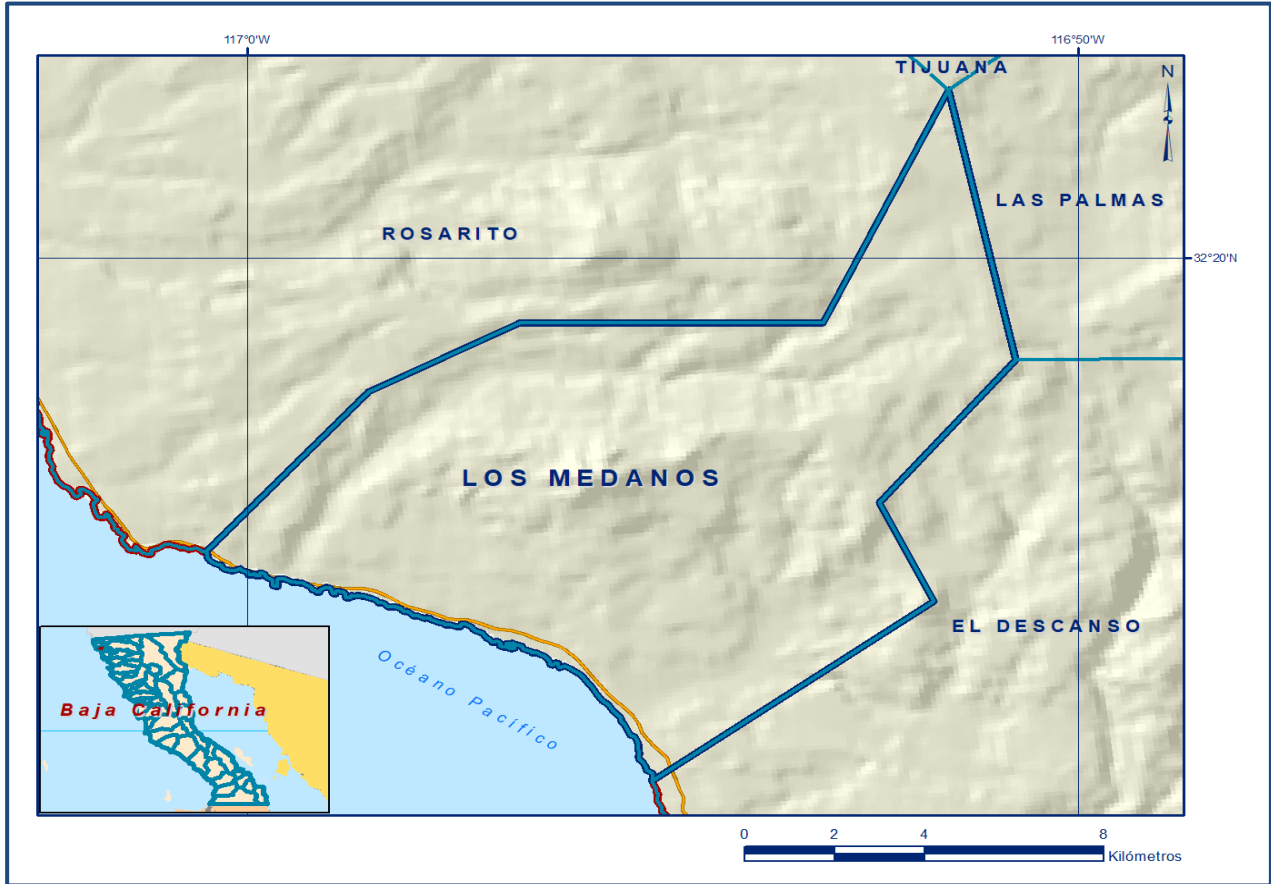 117°0'W
116°50'W
TIJUANA
N
LAS PALMAS
ROSARITO
32°20'N
LOS MEDANOS
EL DESCANSO
Océano Pacífico
Baja California
0 2 4 8
Kilómetros